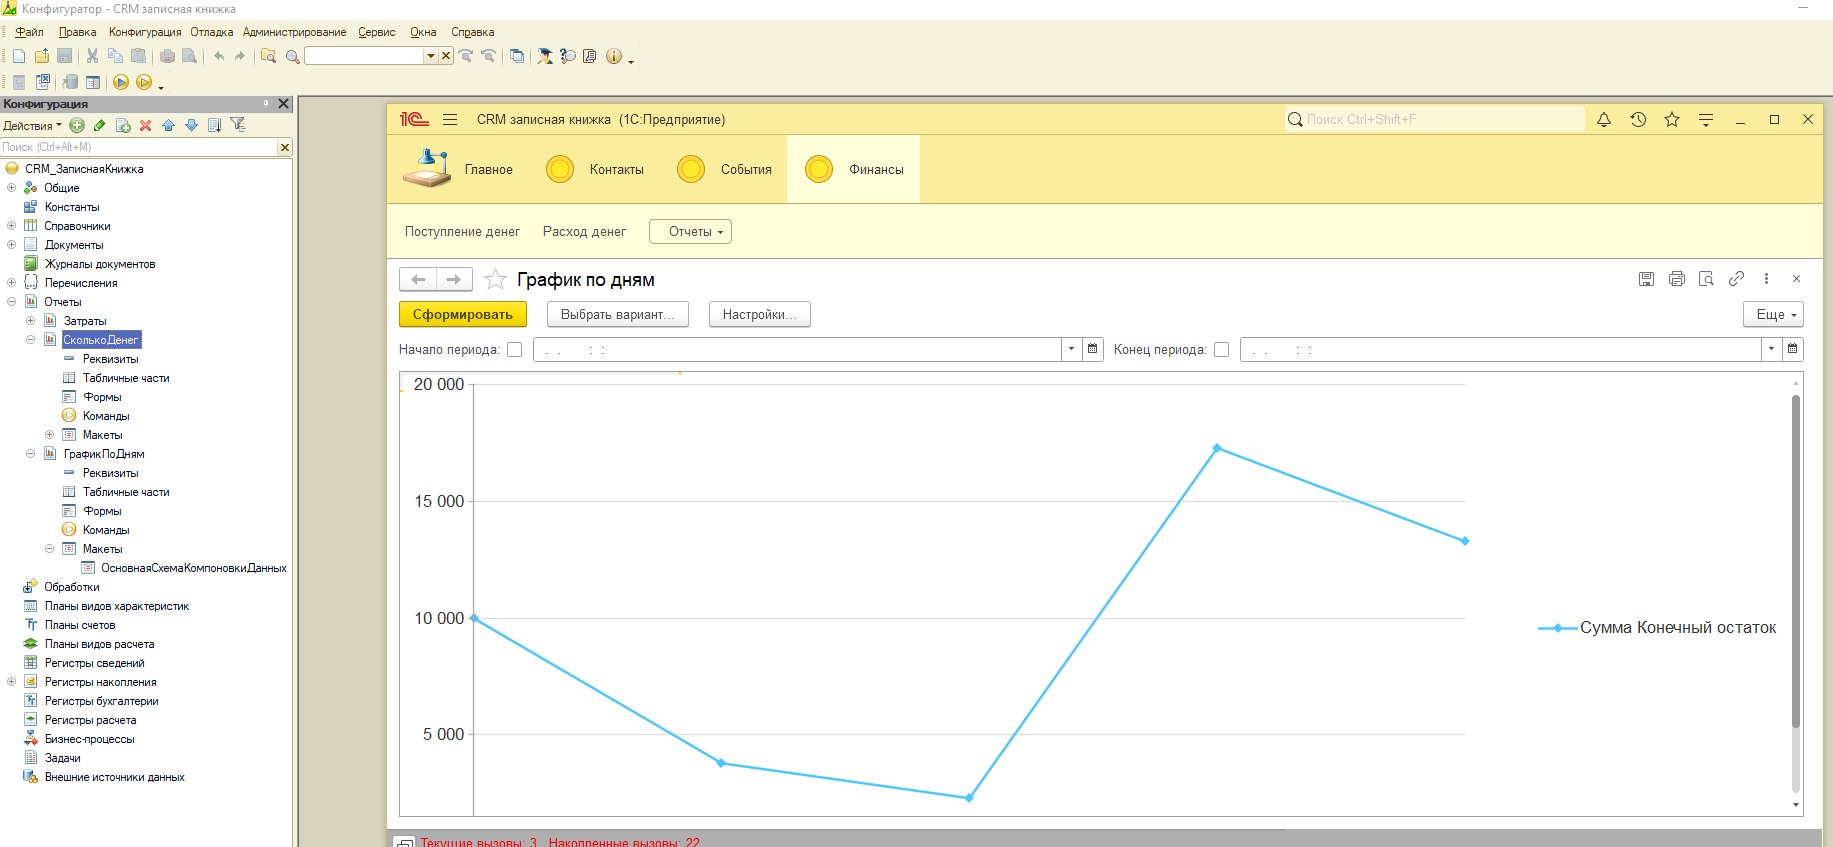 Конфигуратор - CRM записная книжка
Файл Правка Конфигурация Отладка Администрирование Сервис Окна Справка
Конфигурация
Действия
Поиск (Ctrl+Alt+M)
CRM_ЗаписнаяКнижка
Общие
Константы
Справочники
Документы
Журналы документов
Перечисления
Отчеты
Затраты
СколькоДенег
Реквизиты
Табличные части
Формы
Команды
Макеты
ГрафикПоДням
Реквизиты
Табличные части
Формы
Команды
Макеты
ОсновнаяСхемаКомпоновкиДанных
Обработки
Планы видов характеристик
Планы счетов
Планы видов расчета
Регистры сведений
Регистры накопления
Регистры бухгалтерии
Регистры расчета
Бизнес-процессы
Задачи
Внешние источники данных
1С CRM записная книжка (1С:Предприятие) Поиск Ctrl+Shift+F
Главное Контакты События Финансы
Поступление денег Расход денег Отчеты
График по дням
Сформировать Выбрать вариант... Настройки... Еще
Начало периода: . . : : Конец периода: . . : :
20 000
15 000
10 000
5 000
Сумма Конечный остаток
Текущие вызовы: 3 Накопленные вызовы: 22